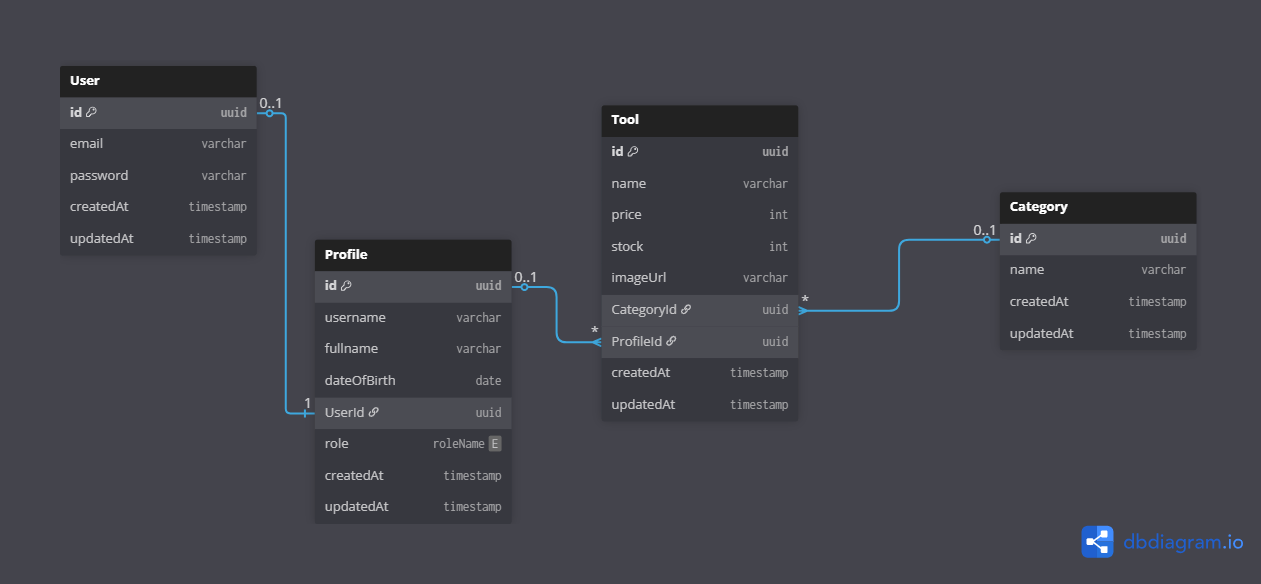 User
id uuid
email varchar
password varchar
createdAt timestamp
updatedAt timestamp
0..1
Profile
id uuid
username varchar
fullname varchar
dateOfBirth date
UserId uuid
role roleName E
createdAt timestamp
updatedAt timestamp
1
0..1
Tool
id uuid
name varchar
price int
stock int
imageUrl varchar
CategoryId uuid
ProfileId uuid
createdAt timestamp
updatedAt timestamp
*
*
Category
id uuid
name varchar
createdAt timestamp
updatedAt timestamp
0..1
dbdiagram.io